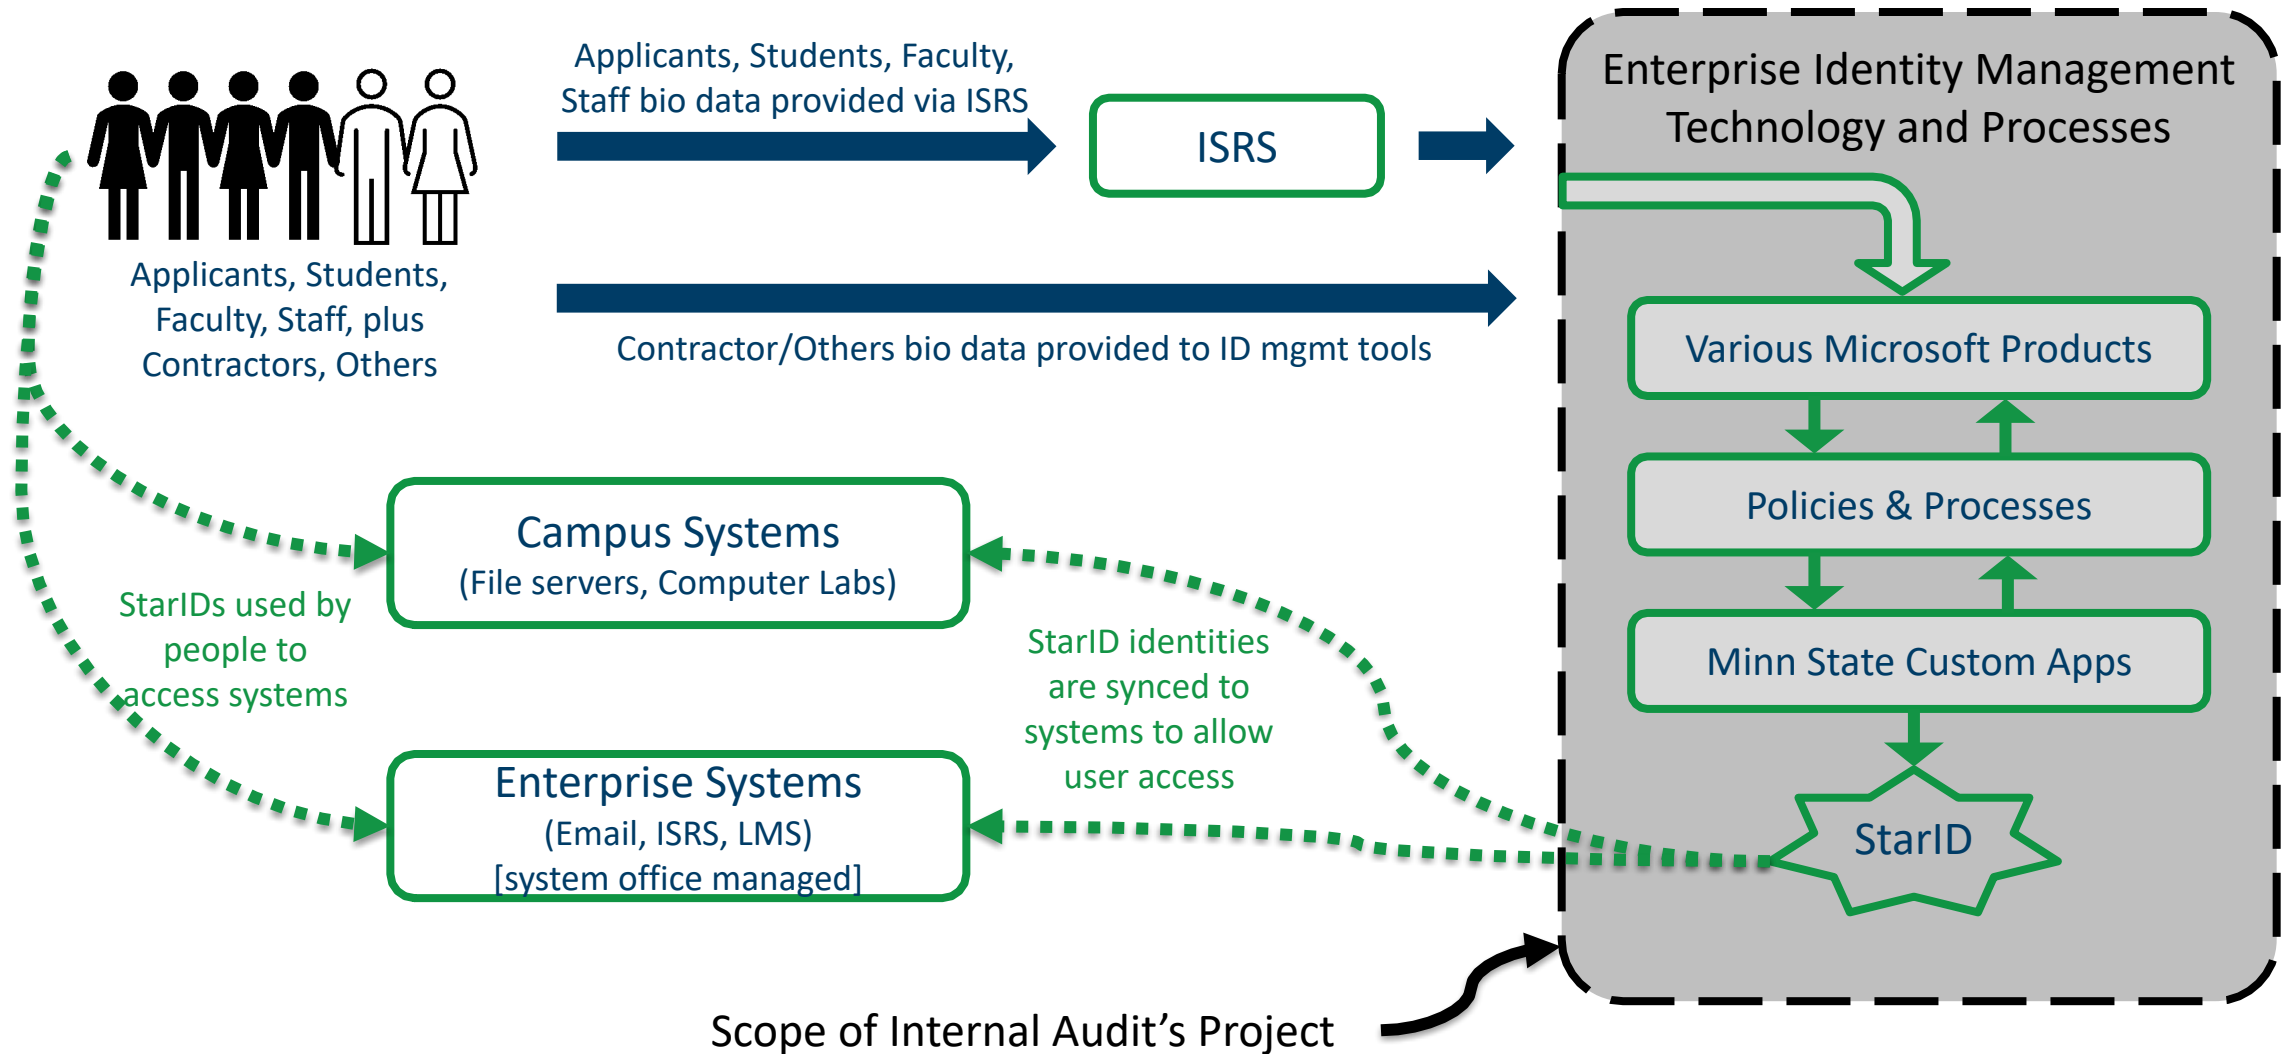 Applicants, Students, Faculty,
Staff bio data provided via ISRS
ISRS
Enterprise Identity Management
Technology and Processes
Applicants, Students,
Faculty, Staff, plus
Contractors, Others
Contractor/Others bio data provided to ID mgmt tools
Various Microsoft Products
Policies & Processes
Minn State Custom Apps
StarID
Campus Systems
(File servers, Computer Labs)
StarIDs used by
people to
access systems
StarID identities
are synced to
systems to allow
user access
Enterprise Systems
(Email, ISRS, LMS)
[system office managed]
Scope of Internal Audit’s Project